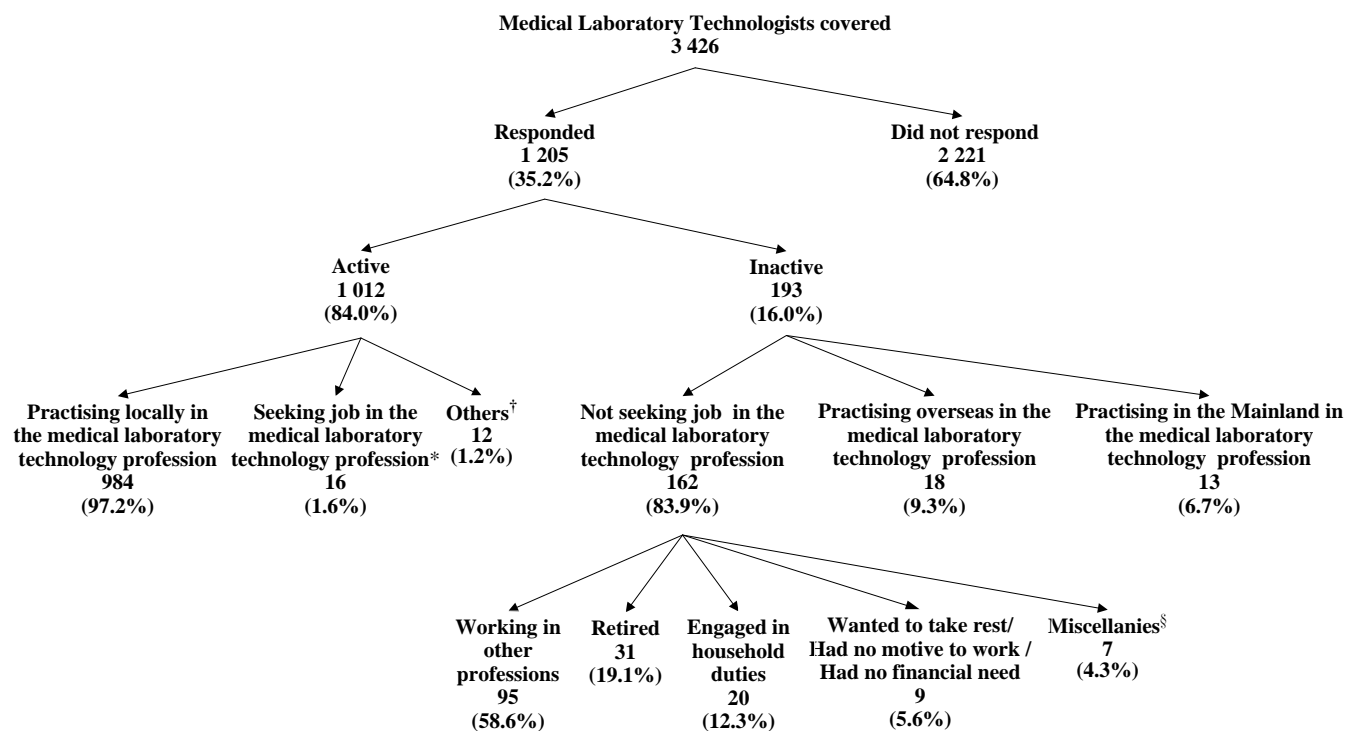 Medical Laboratory Technologists covered
3 426
Responded
1 205
(35.2%)
Did not respond
2 221
(64.8%)
Active
1 012
(84.0%)
Inactive
193
(16.0%)
Practising locally in
the medical laboratory
technology profession
984
(97.2%)
Seeking job in the
medical laboratory
technology profession*
16
(1.6%)
Others†
12
(1.2%)
Not seeking job in the
medical laboratory
technology profession
162
(83.9%)
Practising overseas in the
medical laboratory
technology profession
18
(9.3%)
Practising in the Mainland in
the medical laboratory
technology profession
13
(6.7%)
Working in
other
professions
95
(58.6%)
Retired
31
(19.1%)
Engaged in
household
duties
20
(12.3%)
Wanted to take rest/
Had no motive to work /
Had no financial need
9
(5.6%)
Miscellanies§
7
(4.3%)